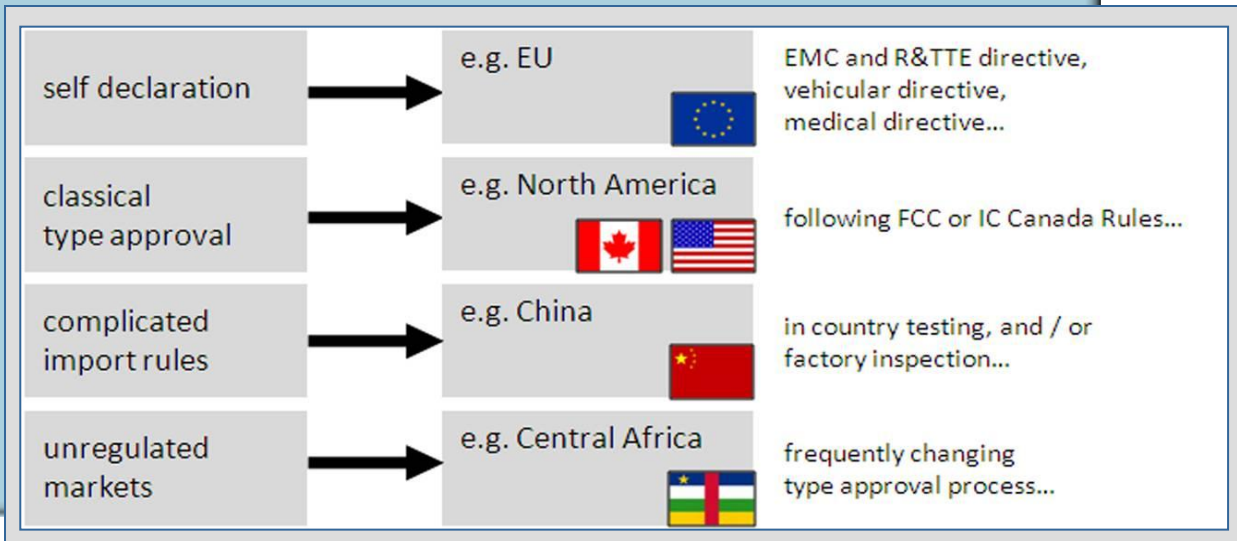 self declaration
e.g. EU
EMC and R&TTE directive,
vehicular directive,
medical directive...
classical
type approval
e.g. North America
following FCC or IC Canada Rules...
complicated
import rules
e.g. China
in country testing, and / or
factory inspection...
unregulated
markets
e.g. Central Africa
frequently changing
type approval process...